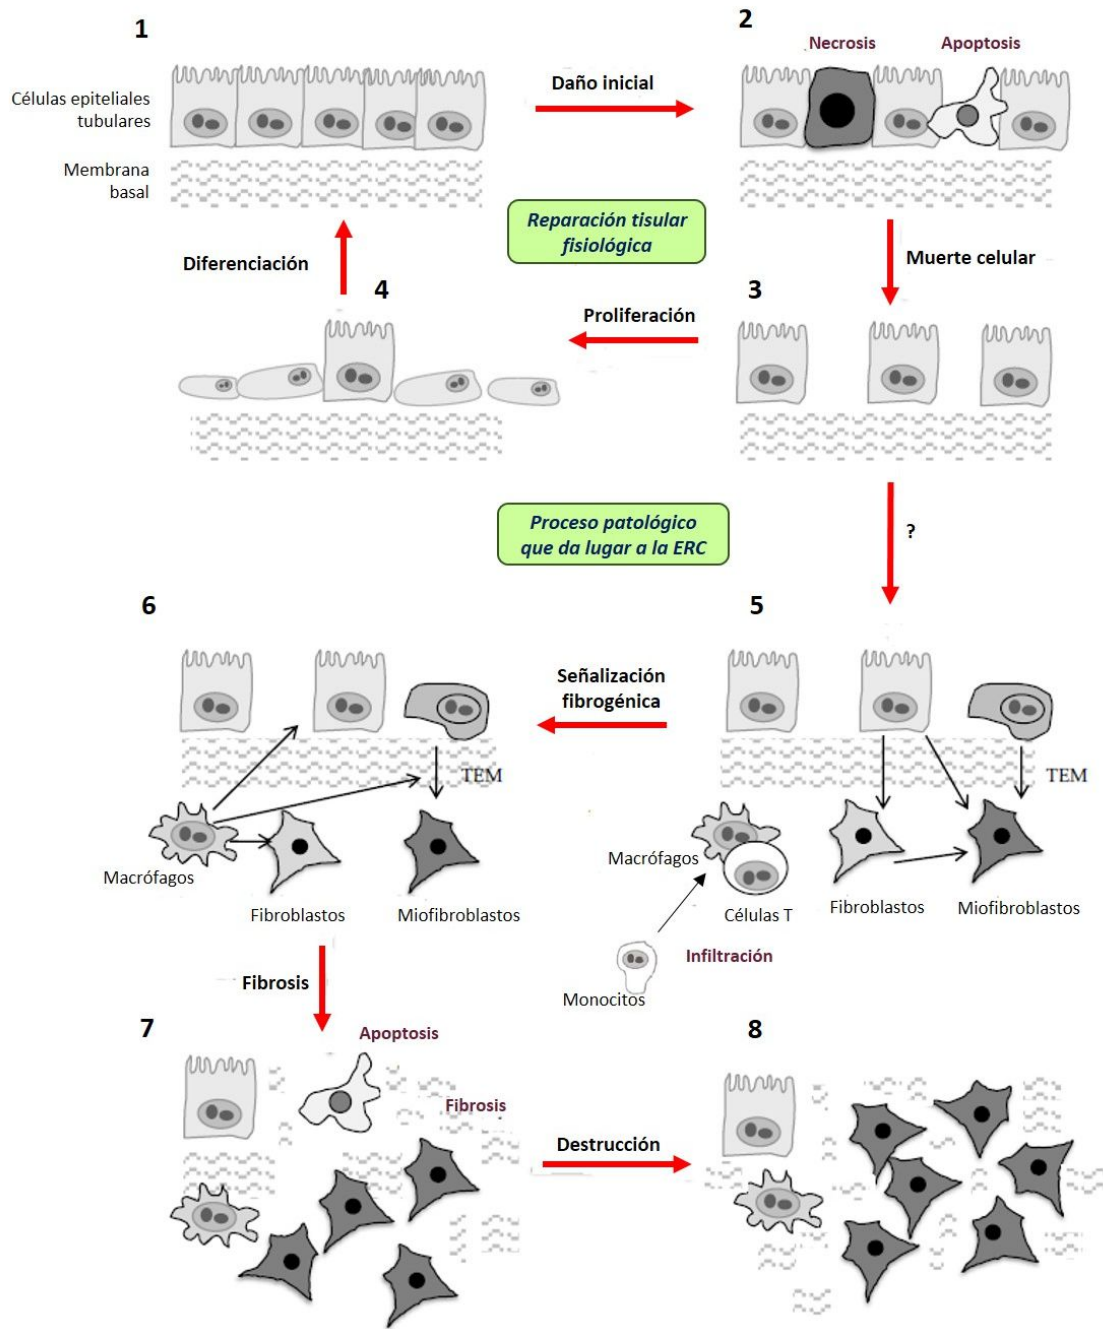 1
2
Necrosis
Apoptosis
Células epiteliales
tubulares
Daño inicial
Membrana
basal
Reparación tisular
fisiológica
Diferenciación
Muerte celular
4
3
Proliferación
Proceso patológico
que da lugar a la ERC
?
6
5
Señalización
fibrogénica
TEM
TEM
Macrófagos
Macrófagos
Fibroblastos
Miofibroblastos
Células T
Fibroblastos
Miofibroblastos
Infiltración
Monocitos
Fibrosis
7
8
Apoptosis
Fibrosis
Destrucción